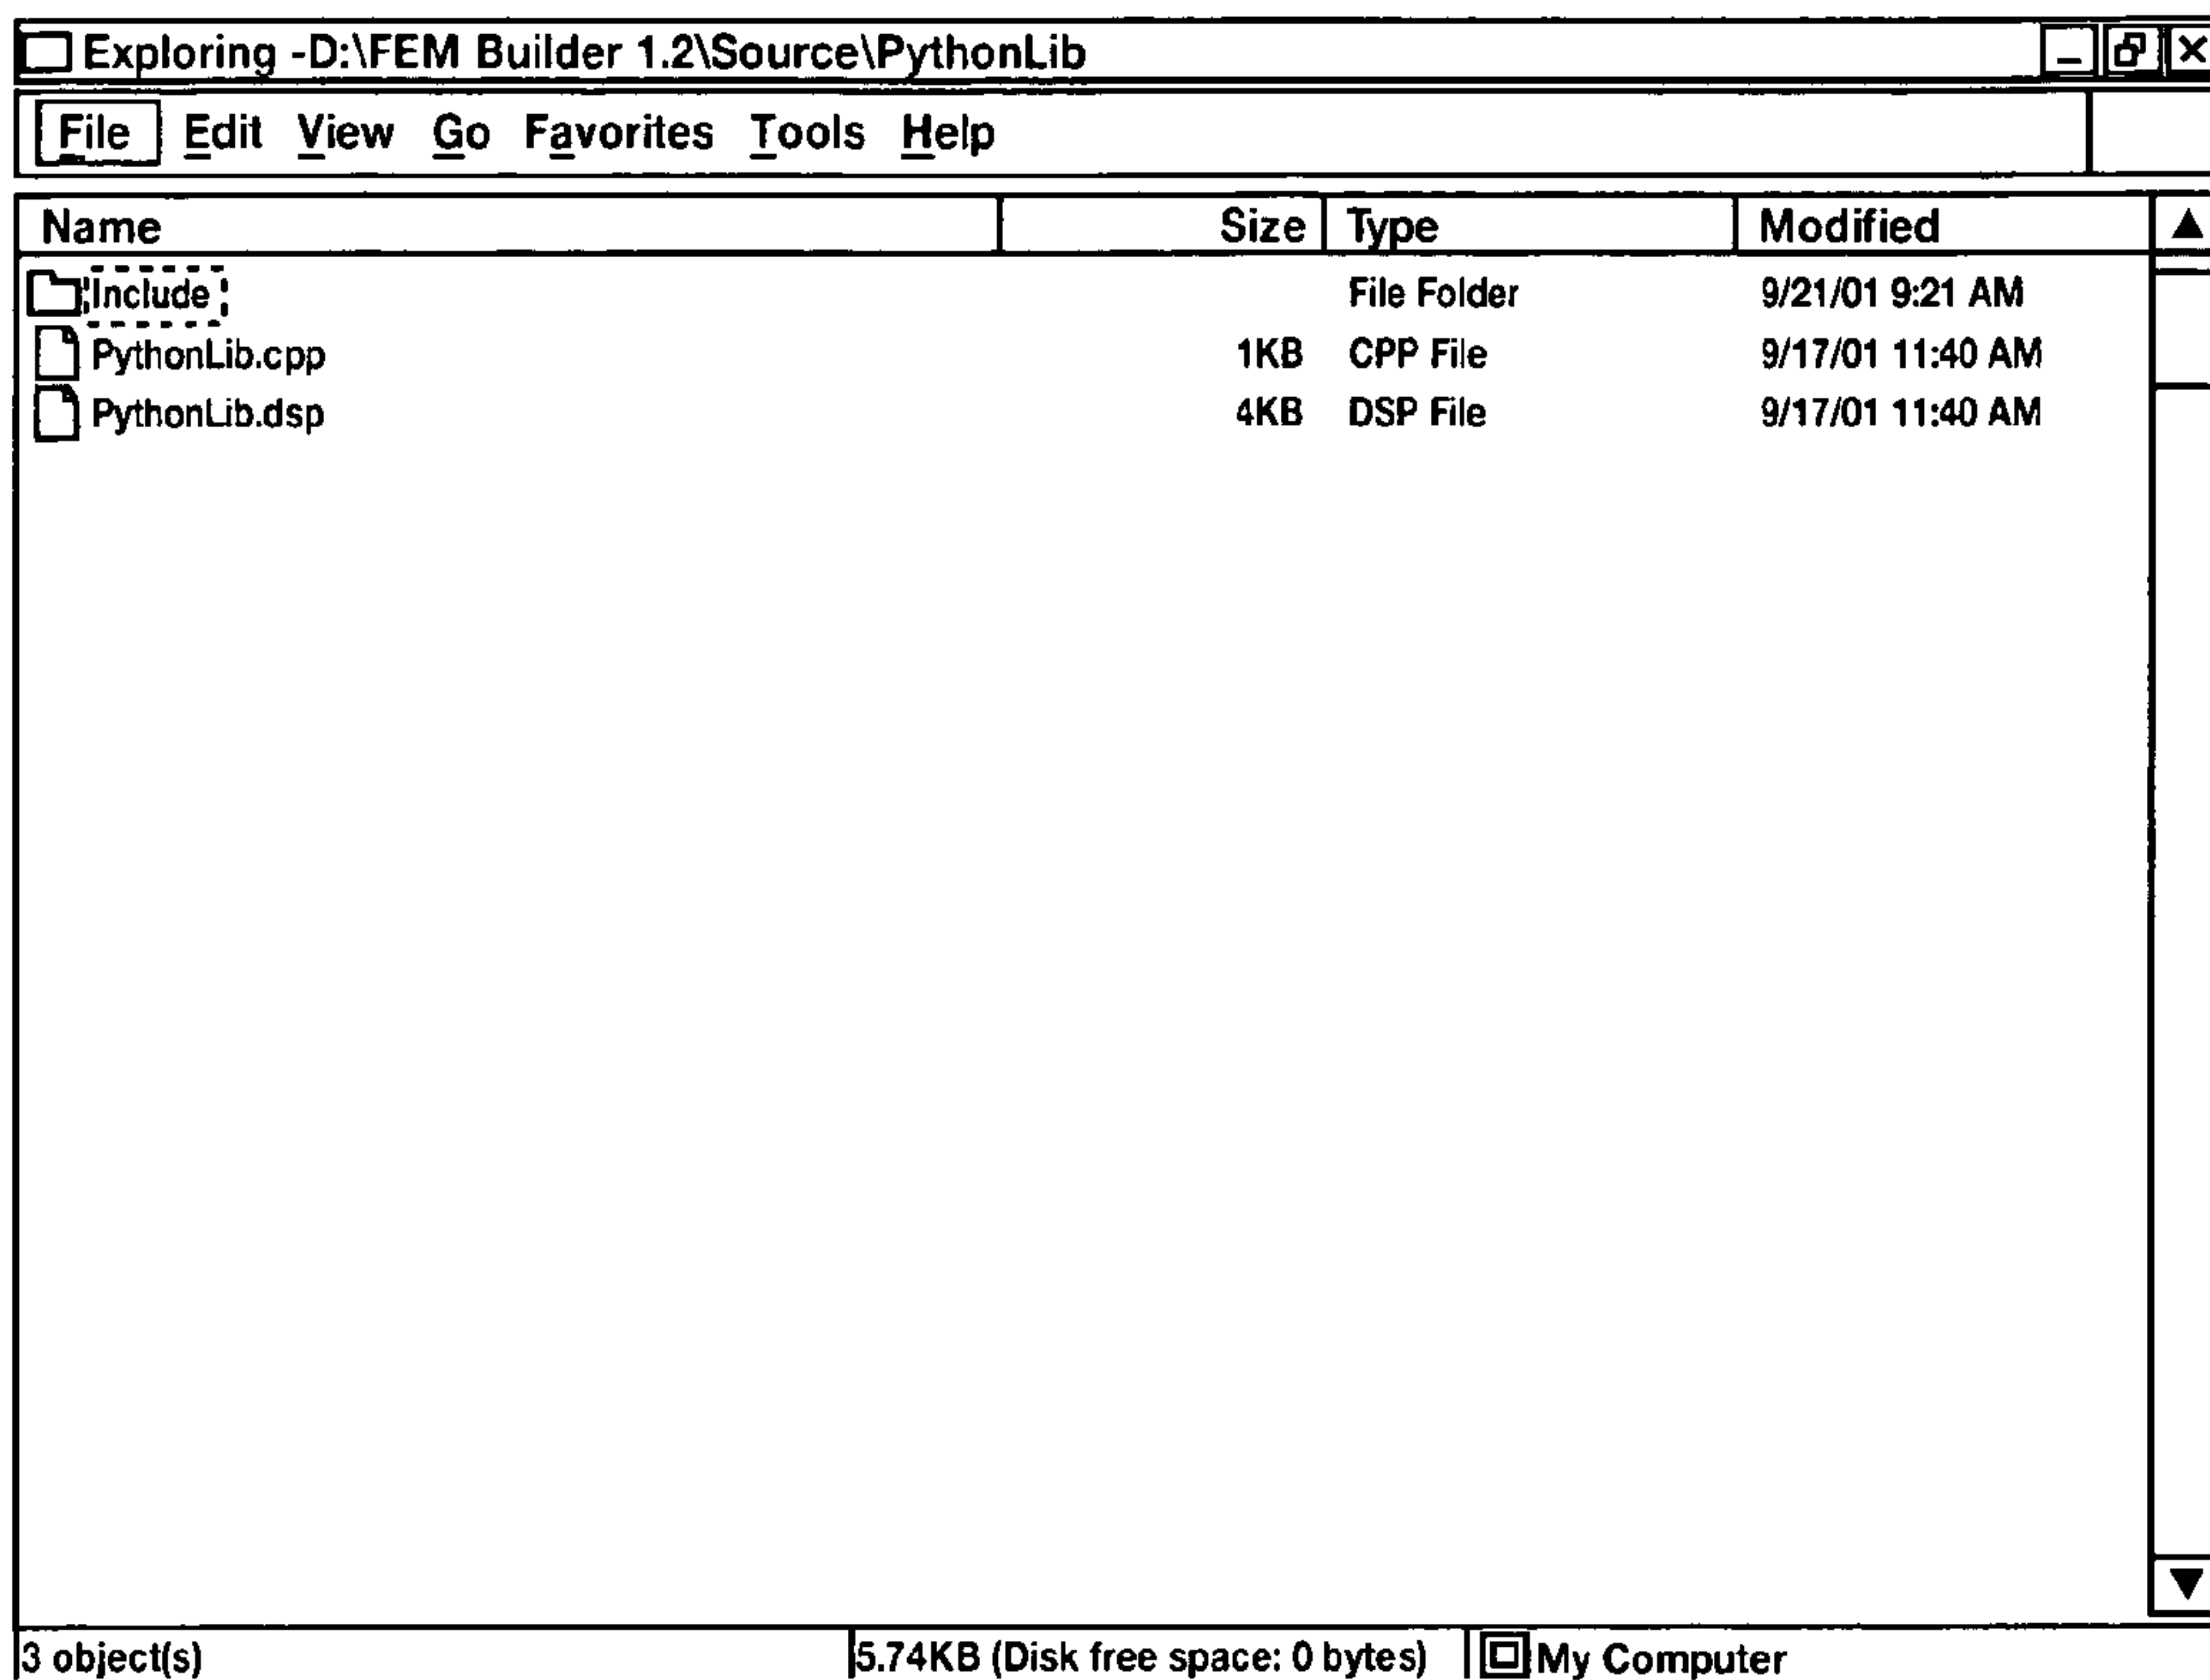 Exploring -D:\FEM Builder 1.2\Source\PythonLib
File Edit View Go Favorites Tools Help
Name Size Type Modified
Include File Folder 9/21/01 9:21 AM
PythonLib.cpp 1KB CPP File 9/17/01 11:40 AM
PythonLib.dsp 4KB DSP File 9/17/01 11:40 AM
3 object(s) 5.74KB (Disk free space: 0 bytes) My Computer